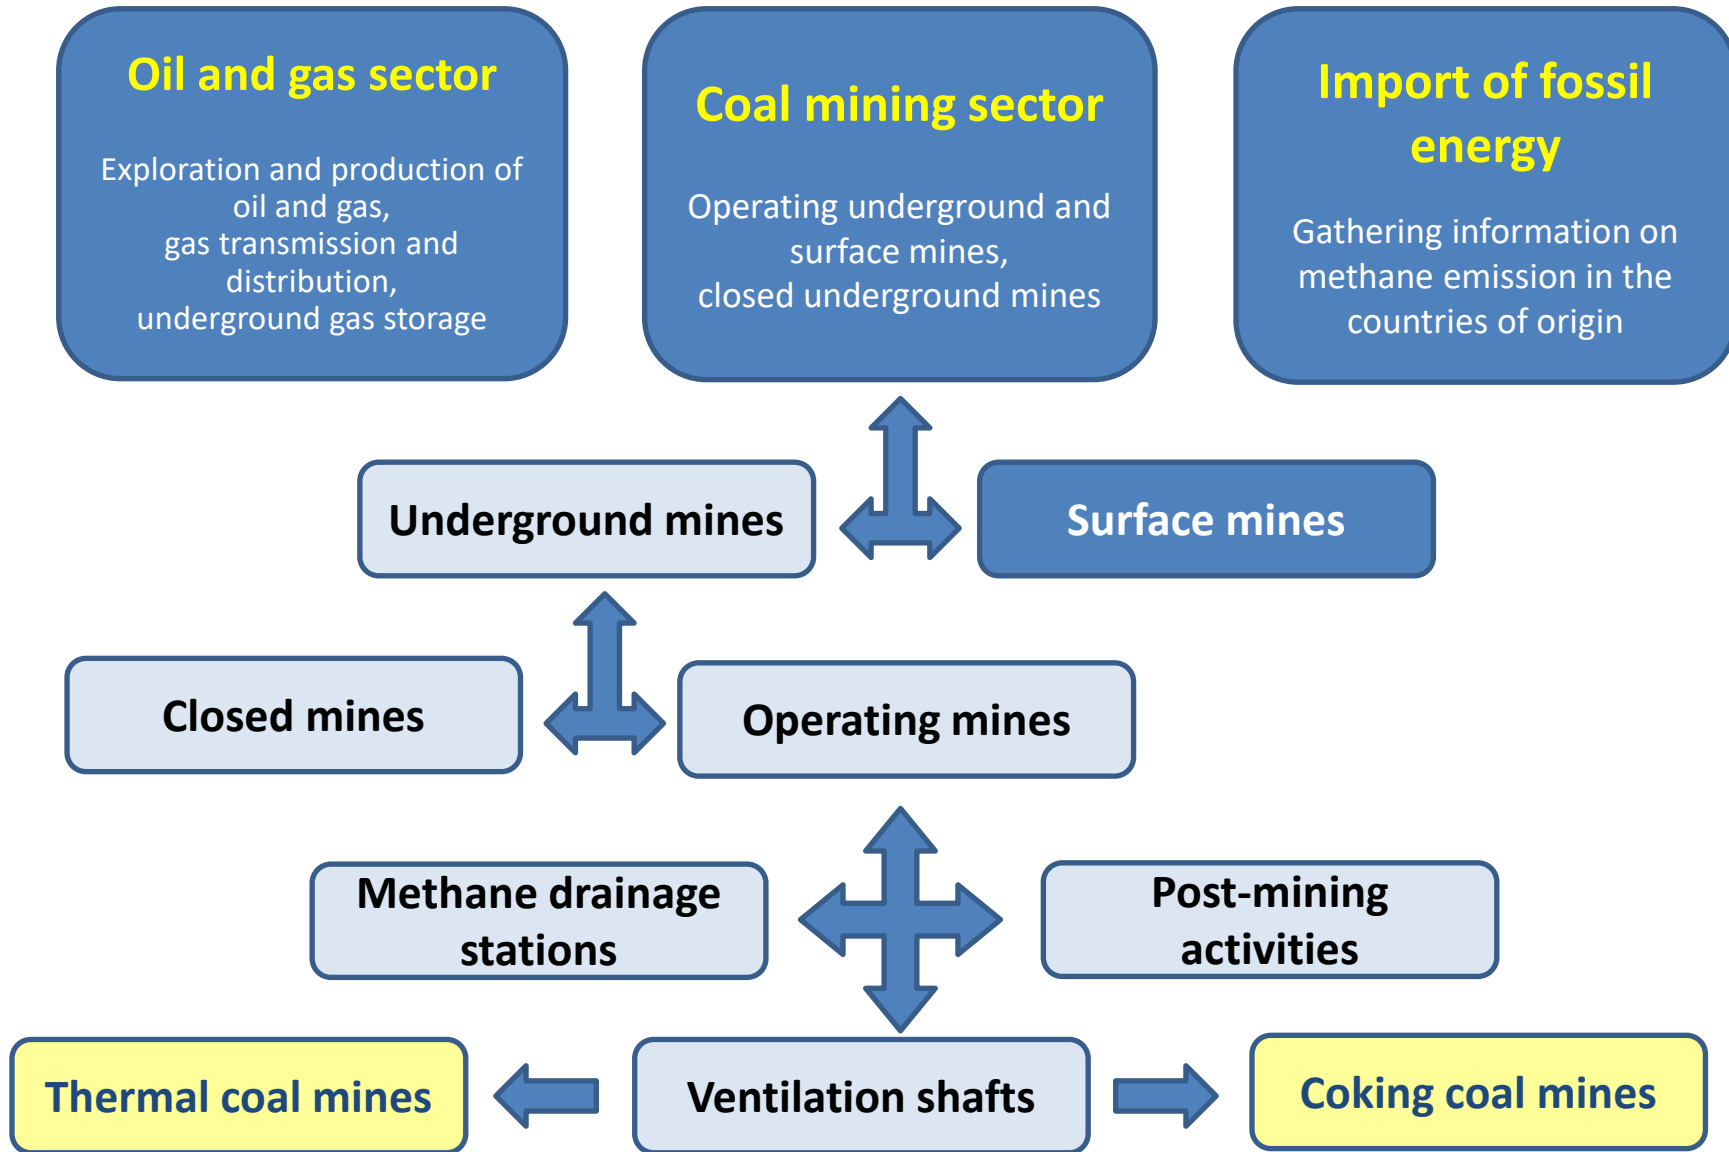 Oil and gas sector
Exploration and production of
oil and gas,
gas transmission and
distribution,
underground gas storage
Coal mining sector
Operating underground and
surface mines,
closed underground mines
Import of fossil
energy
Gathering information on
methane emission in the
countries of origin
Underground mines
Surface mines
Closed mines
Operating mines
Methane drainage
stations
Post-mining
activities
Thermal coal mines
Ventilation shafts
Coking coal mines